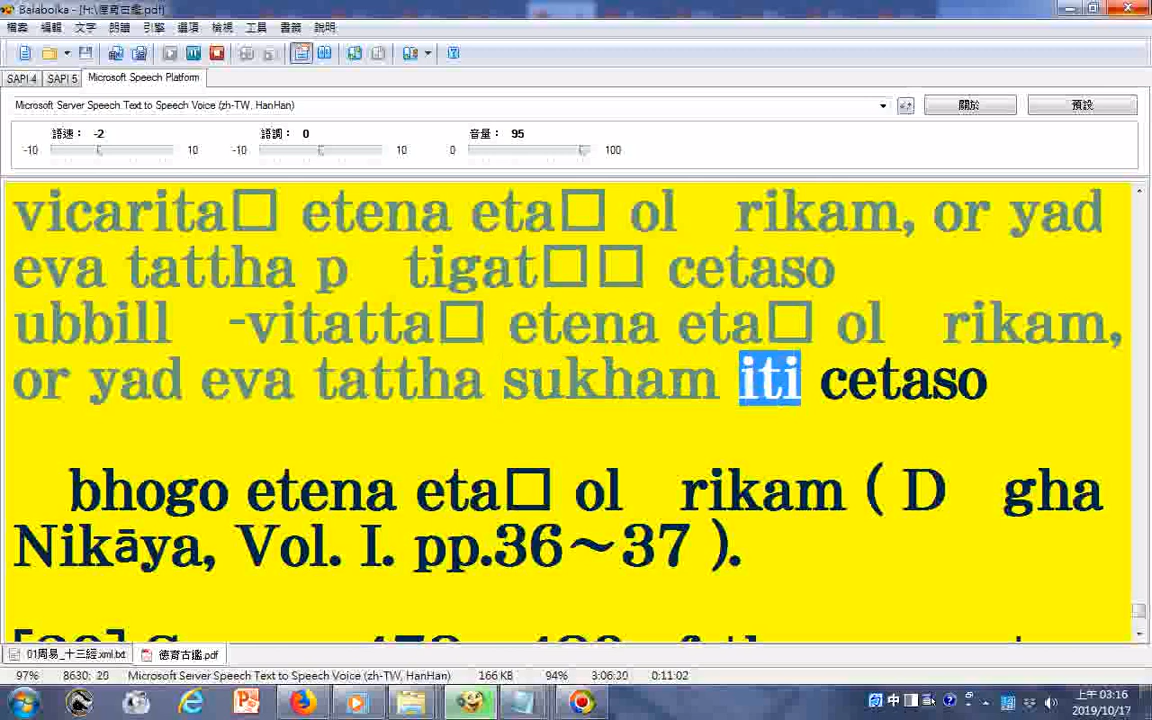 Balabolka - [H:\德育古鑑.pdf]
檔案 編輯 文字 朗讀 引擎 選項 檢視 工具 書籤 說明
SAPI 4 SAPI 5 Microsoft Speech Platform
Microsoft Server Speech Text to Speech Voice (zh-TW, HanHan) 關於 預設
語速： -2 語調： 0 音量： 95
-10 10 -10 10 0 100
vicarita□ etena eta□ ol rikam, or yad
eva tattha p tigat□□ cetaso
ubbill -vitatta□ etena eta□ ol rikam,
or yad eva tattha sukham iti cetaso
bhogo etena eta□ ol rikam ( D gha
Nikāya, Vol. I. pp.36～37 ).
01周易_十三經.xml.txt 德育古鑑.pdf
97% 8630: 20 Microsoft Server Speech Text to Speech Voice (zh-TW, HanHan) 166 KB 94% 3:06:30 0:11:02
中 上午 03:16
2019/10/17